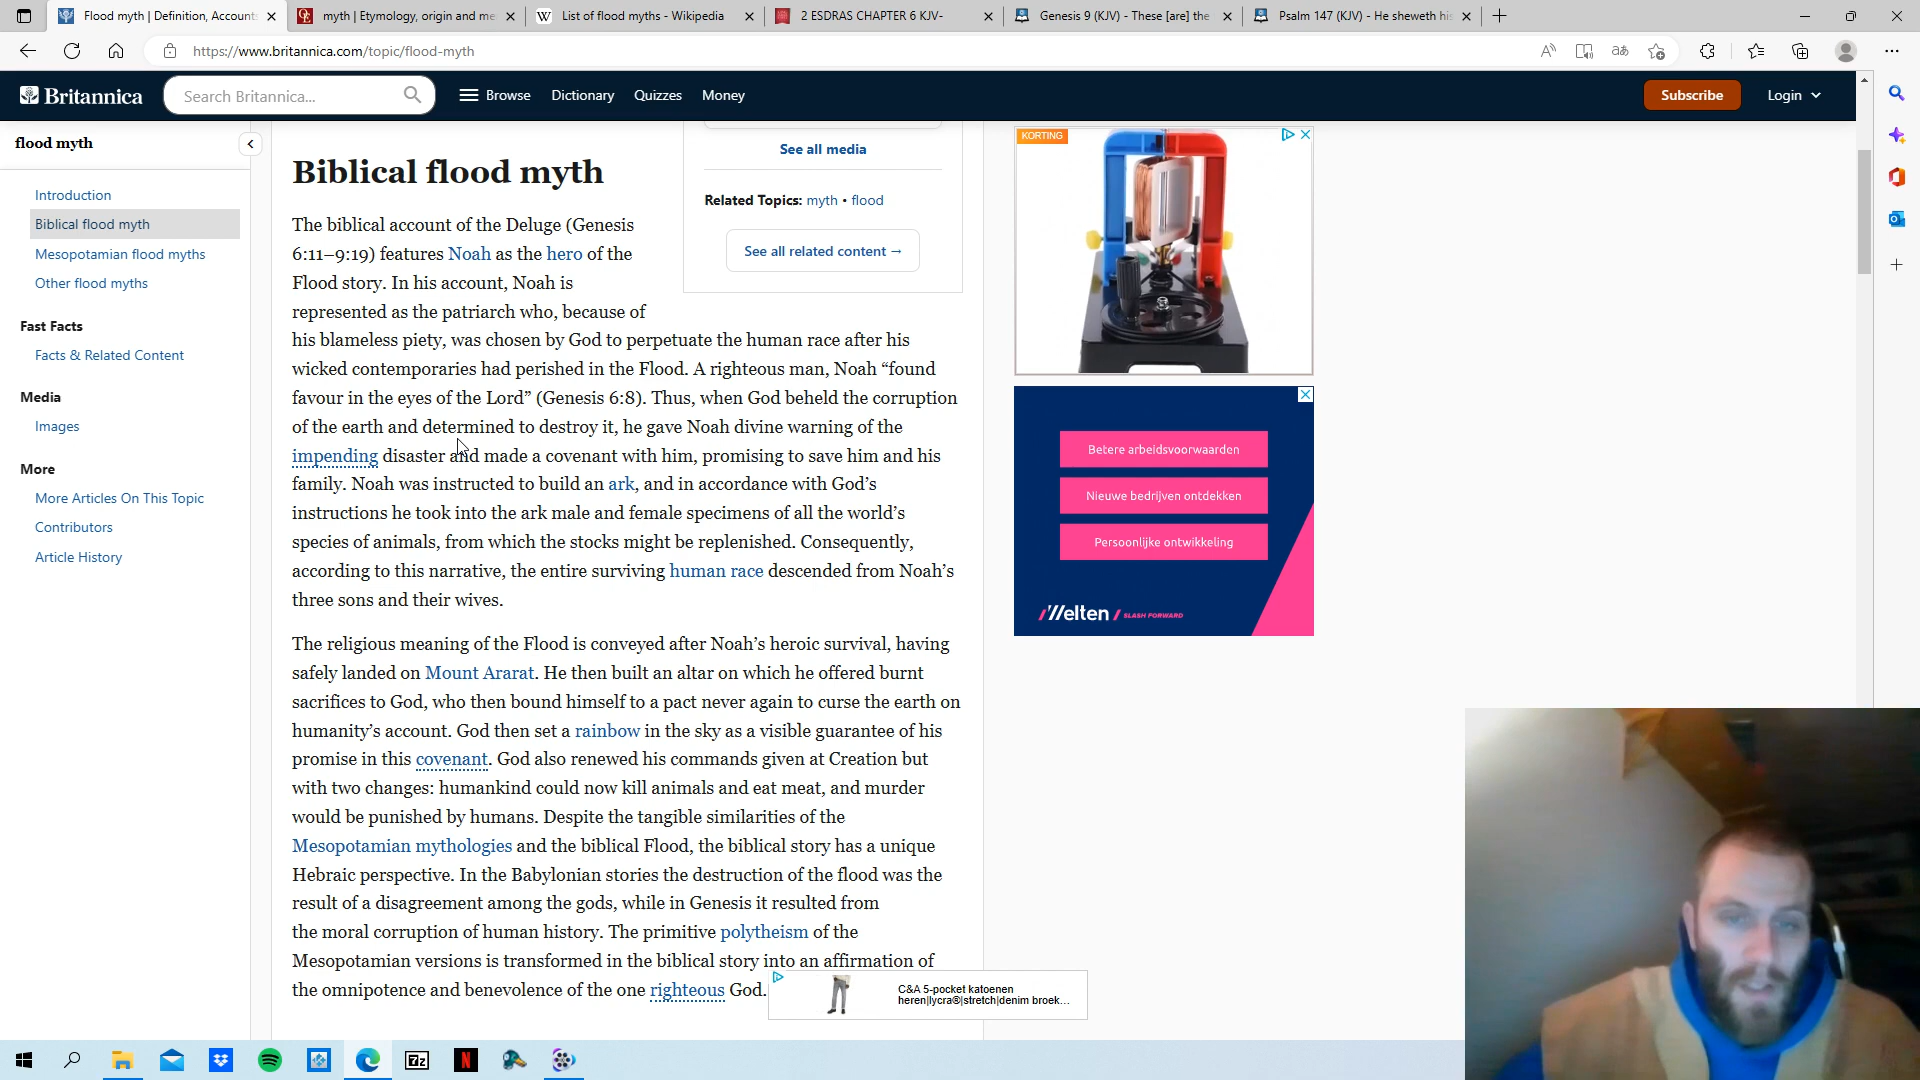 Flood myth | Definition, Account
myth | Etymology, origin and me
List of flood myths - Wikipedia
2 ESDRAS CHAPTER 6 KJV-
Genesis 9 (KJV) - These [are] the
Psalm 147 (KJV) - He sheweth his
https://www.britannica.com/topic/flood-myth
Britannica
Search Britannica...
Browse
Dictionary
Quizzes
Money
Subscribe
Login
flood myth
Introduction
Biblical flood myth
Mesopotamian flood myths
Other flood myths
Fast Facts
Facts & Related Content
Media
Images
More
More Articles On This Topic
Contributors
Article History
See all media
Related Topics: myth • flood
See all related content →
Biblical flood myth
The biblical account of the Deluge (Genesis
6:11–9:19) features Noah as the hero of the
Flood story. In his account, Noah is
represented as the patriarch who, because of
his blameless piety, was chosen by God to perpetuate the human race after his
wicked contemporaries had perished in the Flood. A righteous man, Noah “found
favour in the eyes of the Lord” (Genesis 6:8). Thus, when God beheld the corruption
of the earth and determined to destroy it, he gave Noah divine warning of the
impending disaster and made a covenant with him, promising to save him and his
family. Noah was instructed to build an ark, and in accordance with God’s
instructions he took into the ark male and female specimens of all the world’s
species of animals, from which the stocks might be replenished. Consequently,
according to this narrative, the entire surviving human race descended from Noah’s
three sons and their wives.
The religious meaning of the Flood is conveyed after Noah’s heroic survival, having
safely landed on Mount Ararat. He then built an altar on which he offered burnt
sacrifices to God, who then bound himself to a pact never again to curse the earth on
humanity’s account. God then set a rainbow in the sky as a visible guarantee of his
promise in this covenant. God also renewed his commands given at Creation but
with two changes: humankind could now kill animals and eat meat, and murder
would be punished by humans. Despite the tangible similarities of the
Mesopotamian mythologies and the biblical Flood, the biblical story has a unique
Hebraic perspective. In the Babylonian stories the destruction of the flood was the
result of a disagreement among the gods, while in Genesis it resulted from
the moral corruption of human history. The primitive polytheism of the
Mesopotamian versions is transformed in the biblical story into an affirmation of
the omnipotence and benevolence of the one righteous God.
KORTING
Betere arbeidsvoorwaarden
Nieuwe bedrijven ontdekken
Persoonlijke ontwikkeling
Welten / SLASH FORWARD
C&A 5-pocket katoenen
heren|lycra®|stretch|denim broek...
7z
N